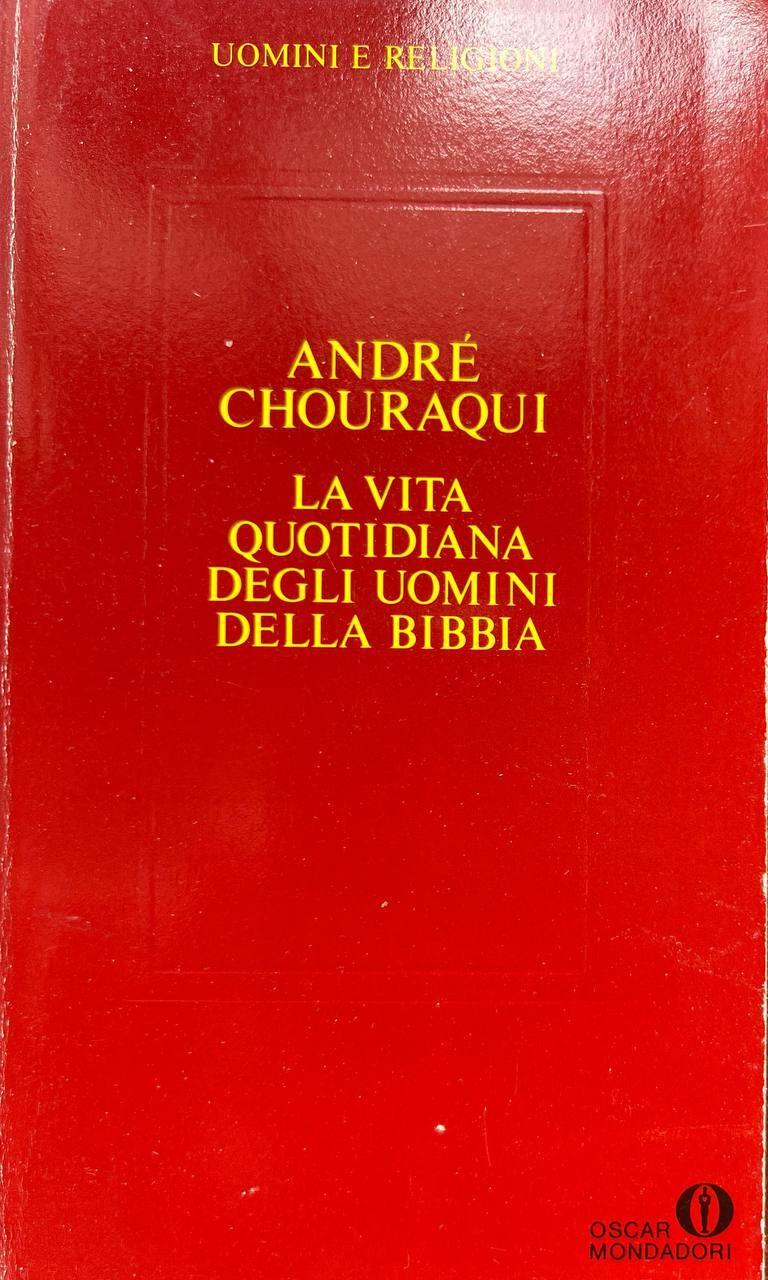 UOMINI E RELIGIONI
ANDRÉ
CHOURAQUI
LA VITA
QUOTIDIANA
DEGLI UOMINI
DELLA BIBBIA
OSCAR
MONDADORI